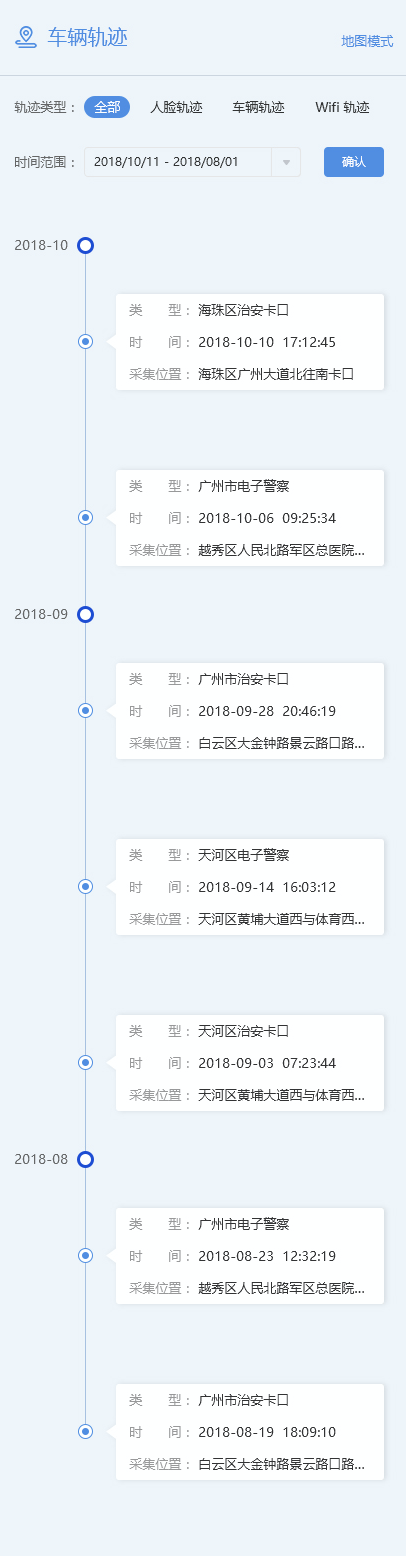 车辆轨迹
地图模式
轨迹类型： 全部 人脸轨迹 车辆轨迹 Wifi 轨迹
时间范围： 2018/10/11 - 2018/08/01 确认
2018-10
类 型： 海珠区治安卡口
时 间： 2018-10-10 17:12:45
采集位置： 海珠区广州大道北往南卡口
类 型： 广州市电子警察
时 间： 2018-10-06 09:25:34
采集位置： 越秀区人民北路军区总医院...
2018-09
类 型： 广州市治安卡口
时 间： 2018-09-28 20:46:19
采集位置： 白云区大金钟路景云路口路...
类 型： 天河区电子警察
时 间： 2018-09-14 16:03:12
采集位置： 天河区黄埔大道西与体育西...
类 型： 天河区治安卡口
时 间： 2018-09-03 07:23:44
采集位置： 天河区黄埔大道西与体育西...
2018-08
类 型： 广州市电子警察
时 间： 2018-08-23 12:32:19
采集位置： 越秀区人民北路军区总医院...
类 型： 广州市治安卡口
时 间： 2018-08-19 18:09:10
采集位置： 白云区大金钟路景云路口路...